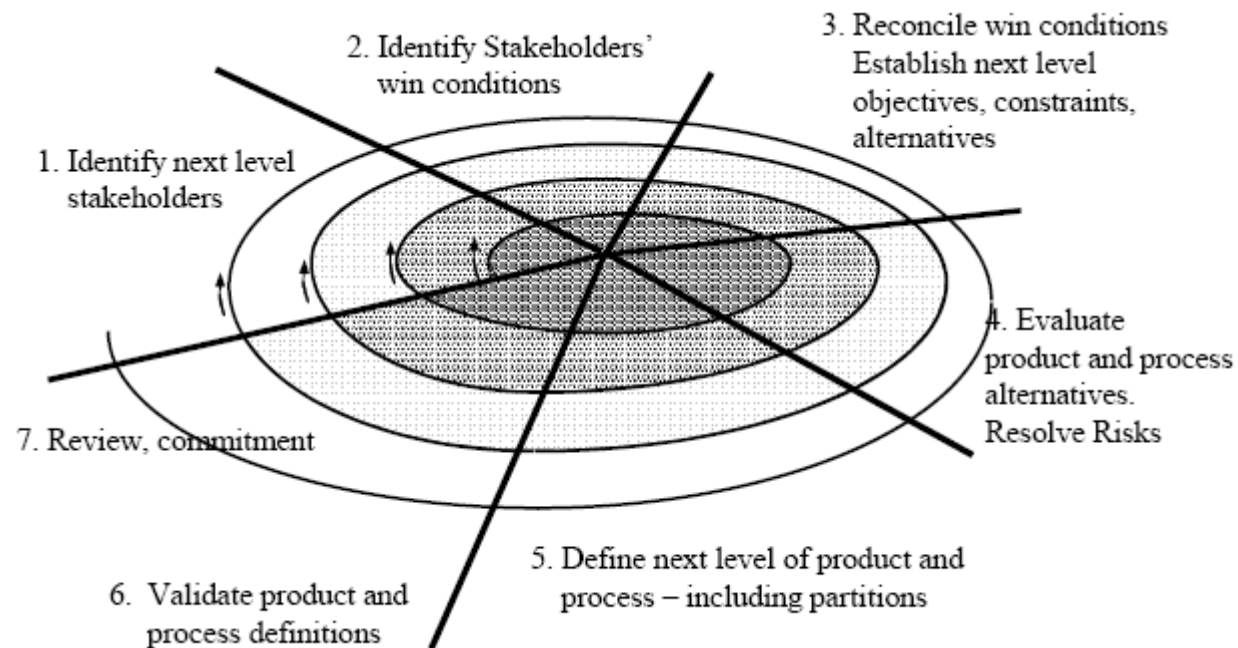 1. Identify next level
stakeholders
2. Identify Stakeholders’
win conditions
3. Reconcile win conditions
Establish next level
objectives, constraints,
alternatives
4. Evaluate
product and process
alternatives.
Resolve Risks
5. Define next level of product and
process – including partitions
6. Validate product and
process definitions
7. Review, commitment